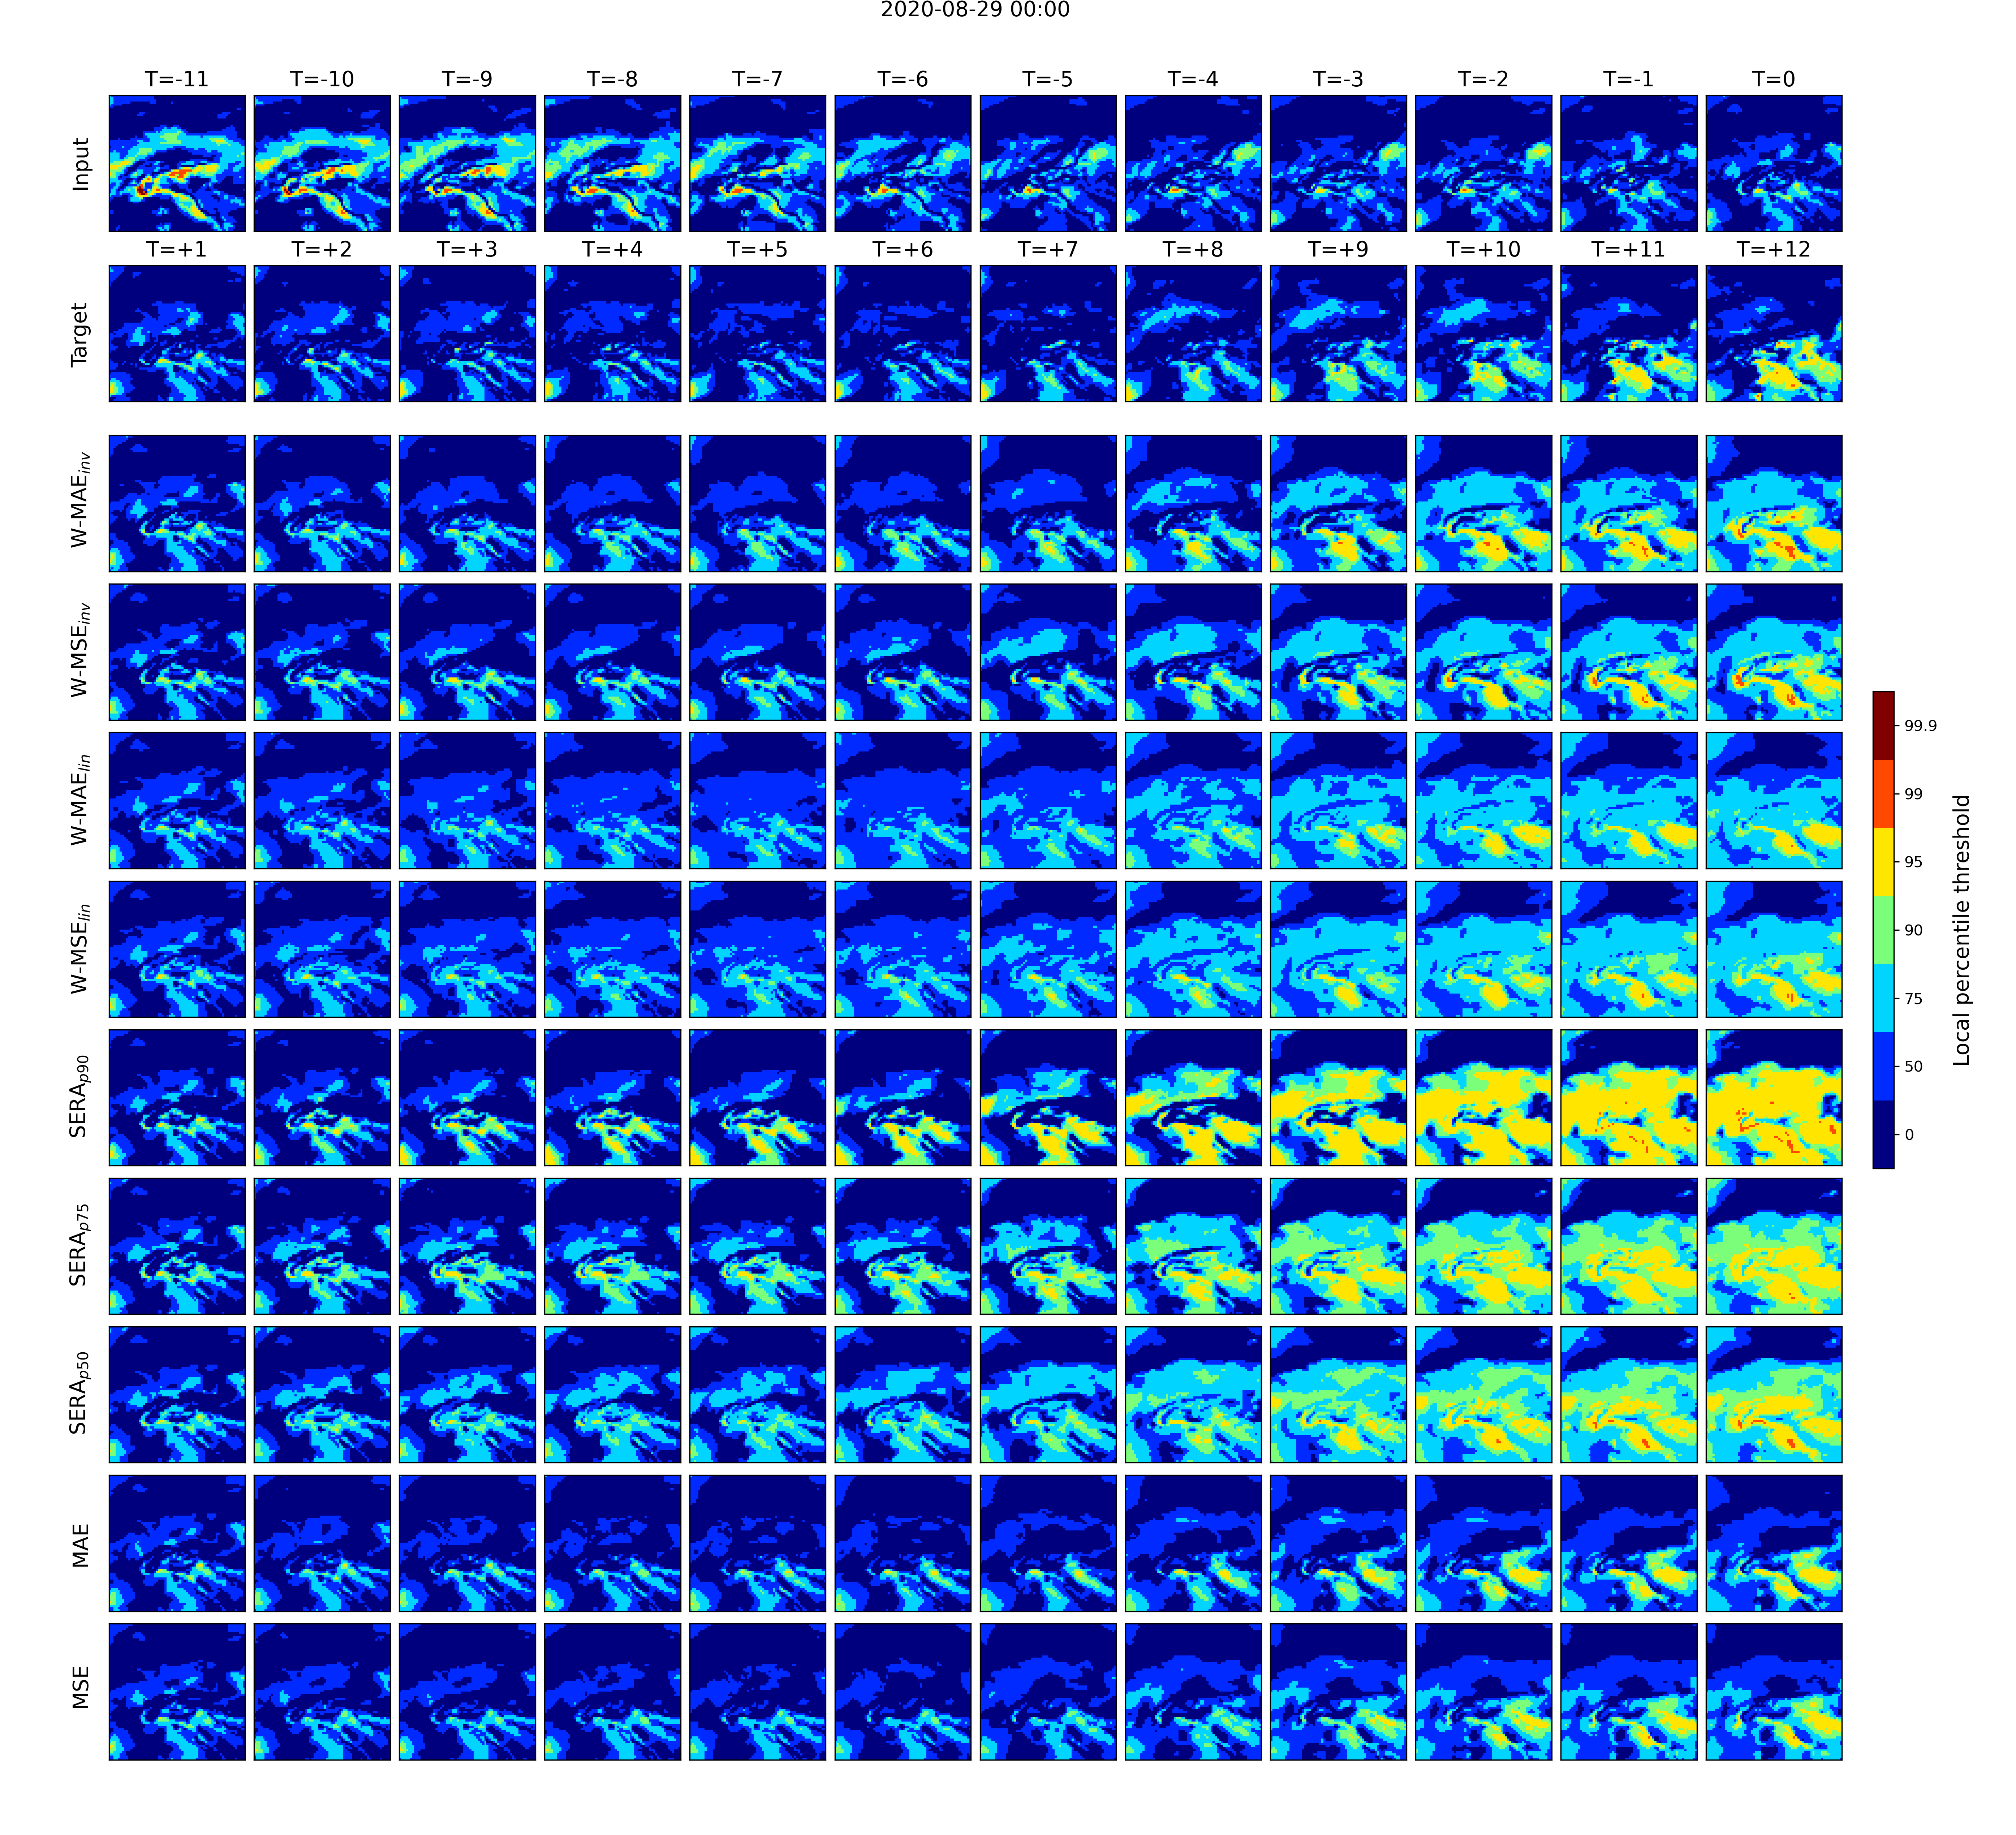 2020-08-29 00:00
T=-11 T=-10 T=-9 T=-8 T=-7 T=-6 T=-5 T=-4 T=-3 T=-2 T=-1 T=0
Input
T=+1 T=+2 T=+3 T=+4 T=+5 T=+6 T=+7 T=+8 T=+9 T=+10 T=+11 T=+12
Target
W-MAEinv
W-MSEinv
W-MAElin
W-MSElin
SERAp90
SERAp75
SERAp50
MAE
MSE
99.9
99
95
90
75
50
0
Local percentile threshold